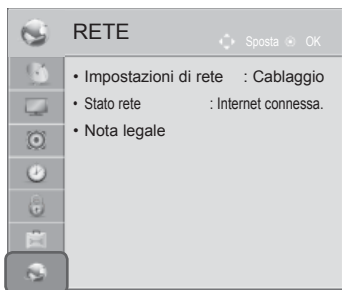 RETE
Sposta OK
• Impostazioni di rete : Cablaggio
• Stato rete : Internet connessa.
• Nota legale